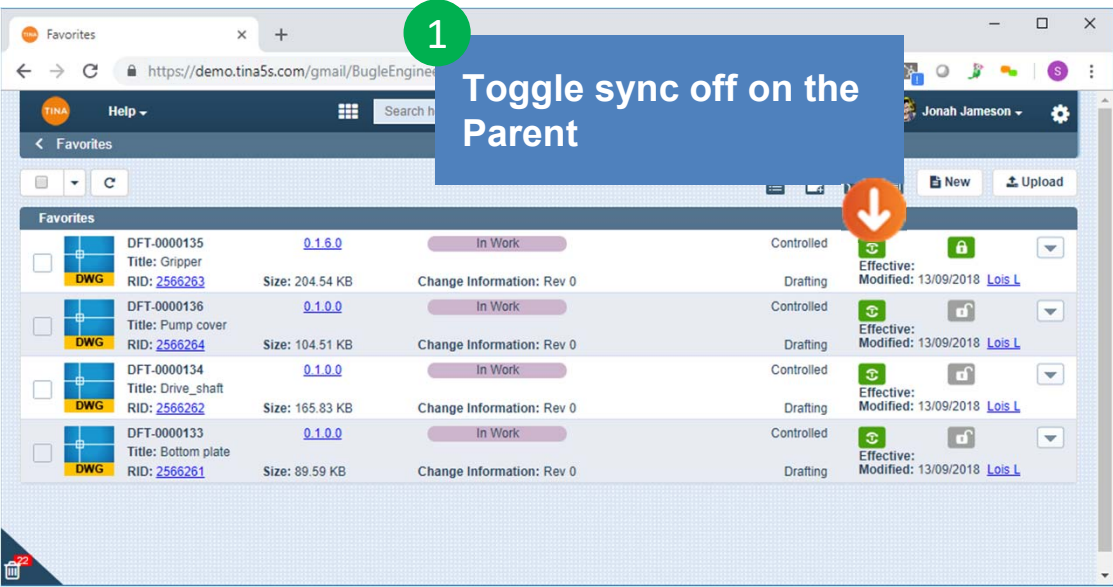 Favorites
1
https://demo.tina5s.com/gmail/BugleEnginee
Toggle sync off on the
Parent
S
TINA Help Search h Jonah Jameson
Favorites
New Upload
Favorites
DFT-0000135 0.1.6.0 In Work Controlled
Title: Gripper Effective:
DWG RID: 2566263 Size: 204.54 KB Change Information: Rev 0 Drafting Modified: 13/09/2018 Lois L
DFT-0000136 0.1.0.0 In Work Controlled
Title: Pump cover Effective:
DWG RID: 2566264 Size: 104.51 KB Change Information: Rev 0 Drafting Modified: 13/09/2018 Lois L
DFT-0000134 0.1.0.0 In Work Controlled
Title: Drive_shaft Effective:
DWG RID: 2566262 Size: 165.83 KB Change Information: Rev 0 Drafting Modified: 13/09/2018 Lois L
DFT-0000133 0.1.0.0 In Work Controlled
Title: Bottom plate Effective:
DWG RID: 2566261 Size: 89.59 KB Change Information: Rev 0 Drafting Modified: 13/09/2018 Lois L
22